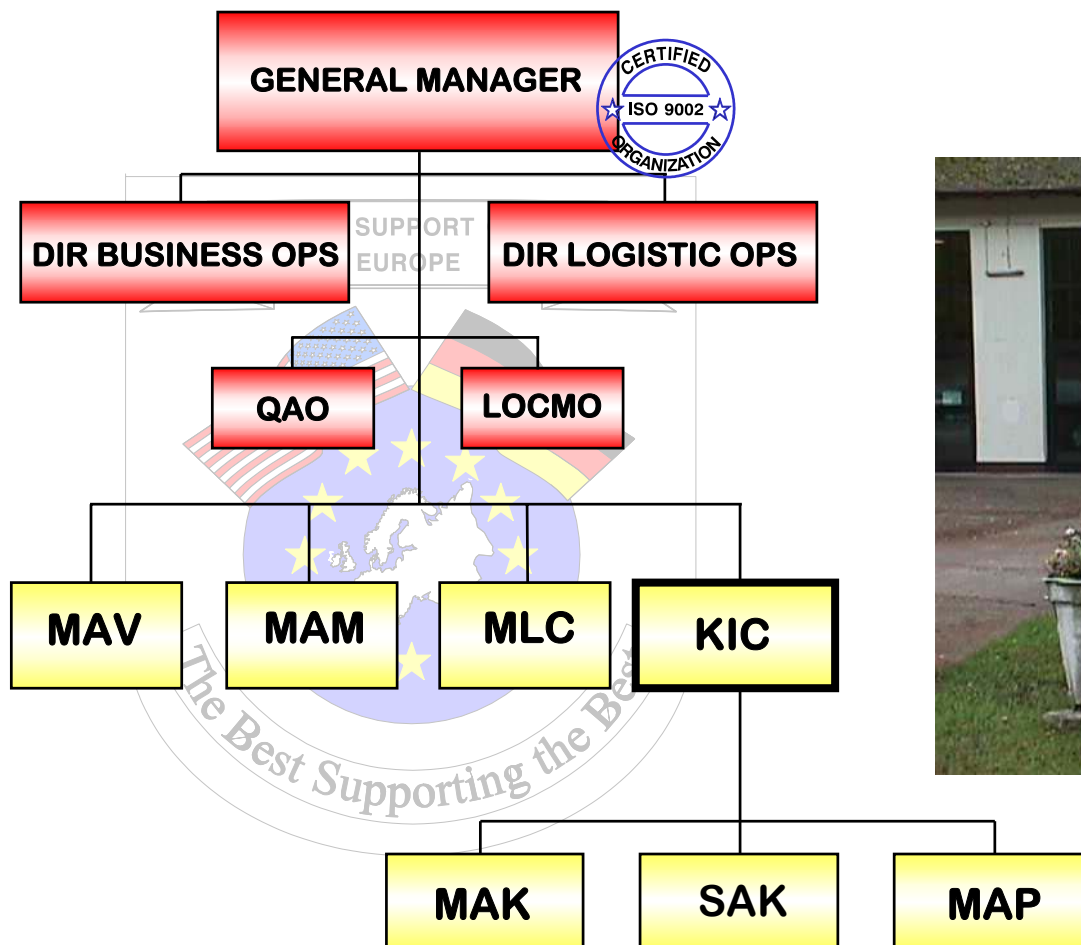 GENERAL MANAGER
CERTIFIED
ISO 9002
ORGANIZATION
DIR BUSINESS OPS
SUPPORT
EUROPE
DIR LOGISTIC OPS
QAO
LOCMO
MAV
MAM
MLC
KIC
The Best Supporting the Best
MAK
SAK
MAP